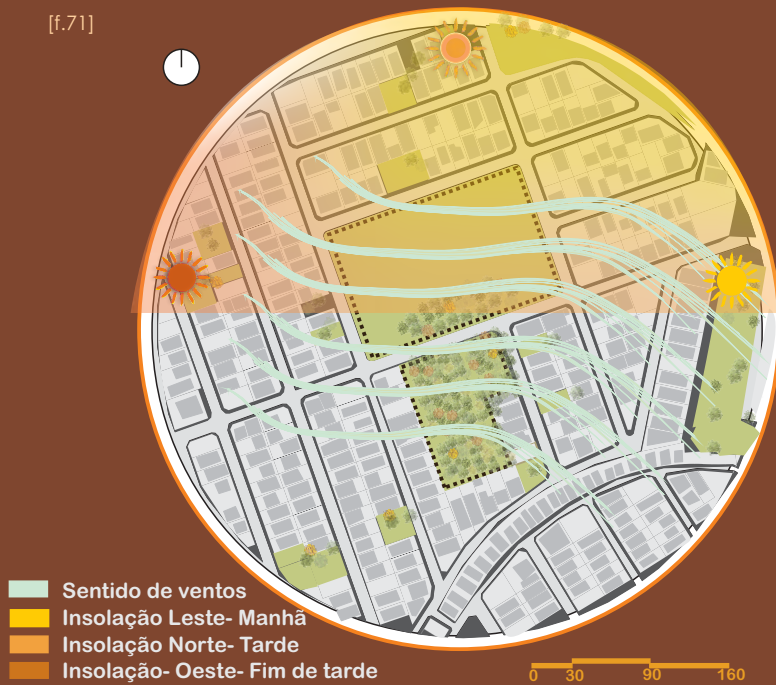 [f.71]
Sentido de ventos
Insolação Leste- Manhã
Insolação Norte- Tarde
Insolação- Oeste- Fim de tarde
0 30 90 160